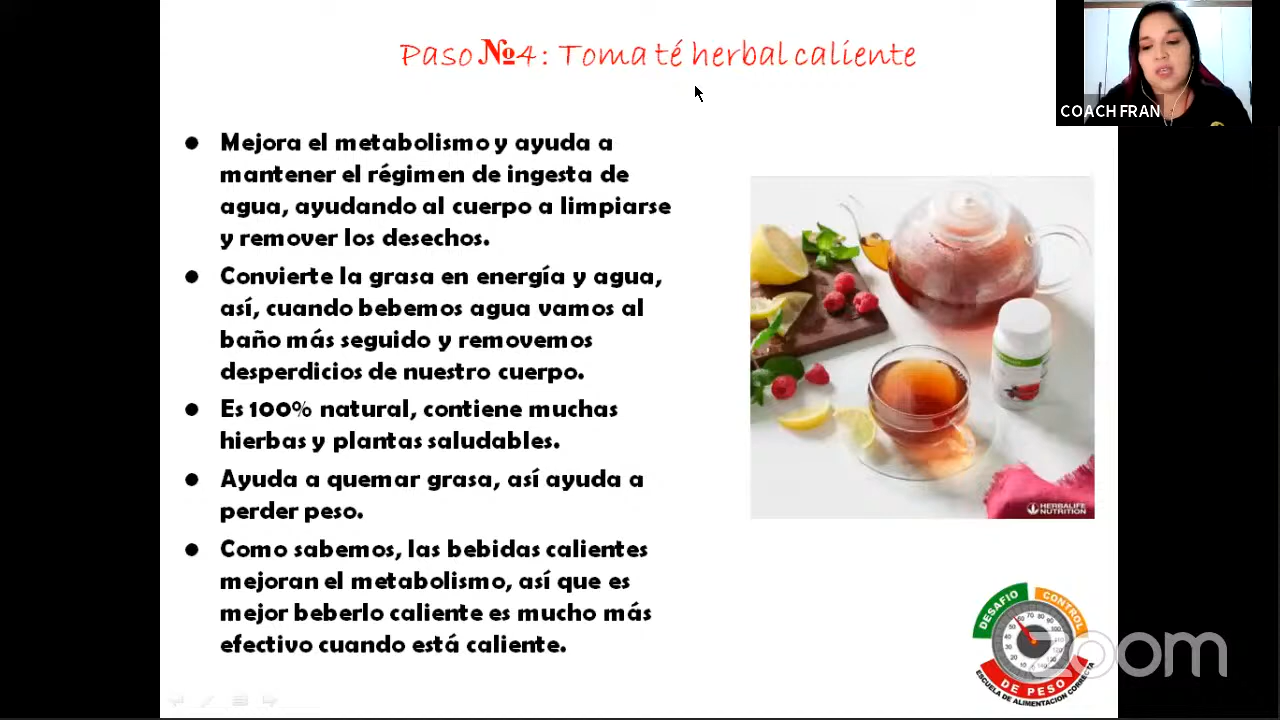 Paso №4: Toma té herbal caliente
COACH FRAN
● Mejora el metabolismo y ayuda a
mantener el régimen de ingesta de
agua, ayudando al cuerpo a limpiarse
y remover los desechos.
● Convierte la grasa en energía y agua,
así, cuando bebemos agua vamos al
baño más seguido y removemos
desperdicios de nuestro cuerpo.
● Es 100% natural, contiene muchas
hierbas y plantas saludables.
● Ayuda a quemar grasa, así ayuda a
perder peso.
● Como sabemos, las bebidas calientes
mejoran el metabolismo, así que es
mejor beberlo caliente es mucho más
efectivo cuando está caliente.
HERBALIFE
NUTRITION
DESAFIO CONTROL
DE PESO
ESCUELA DE ALIMENTACION CORRECTA
zoom